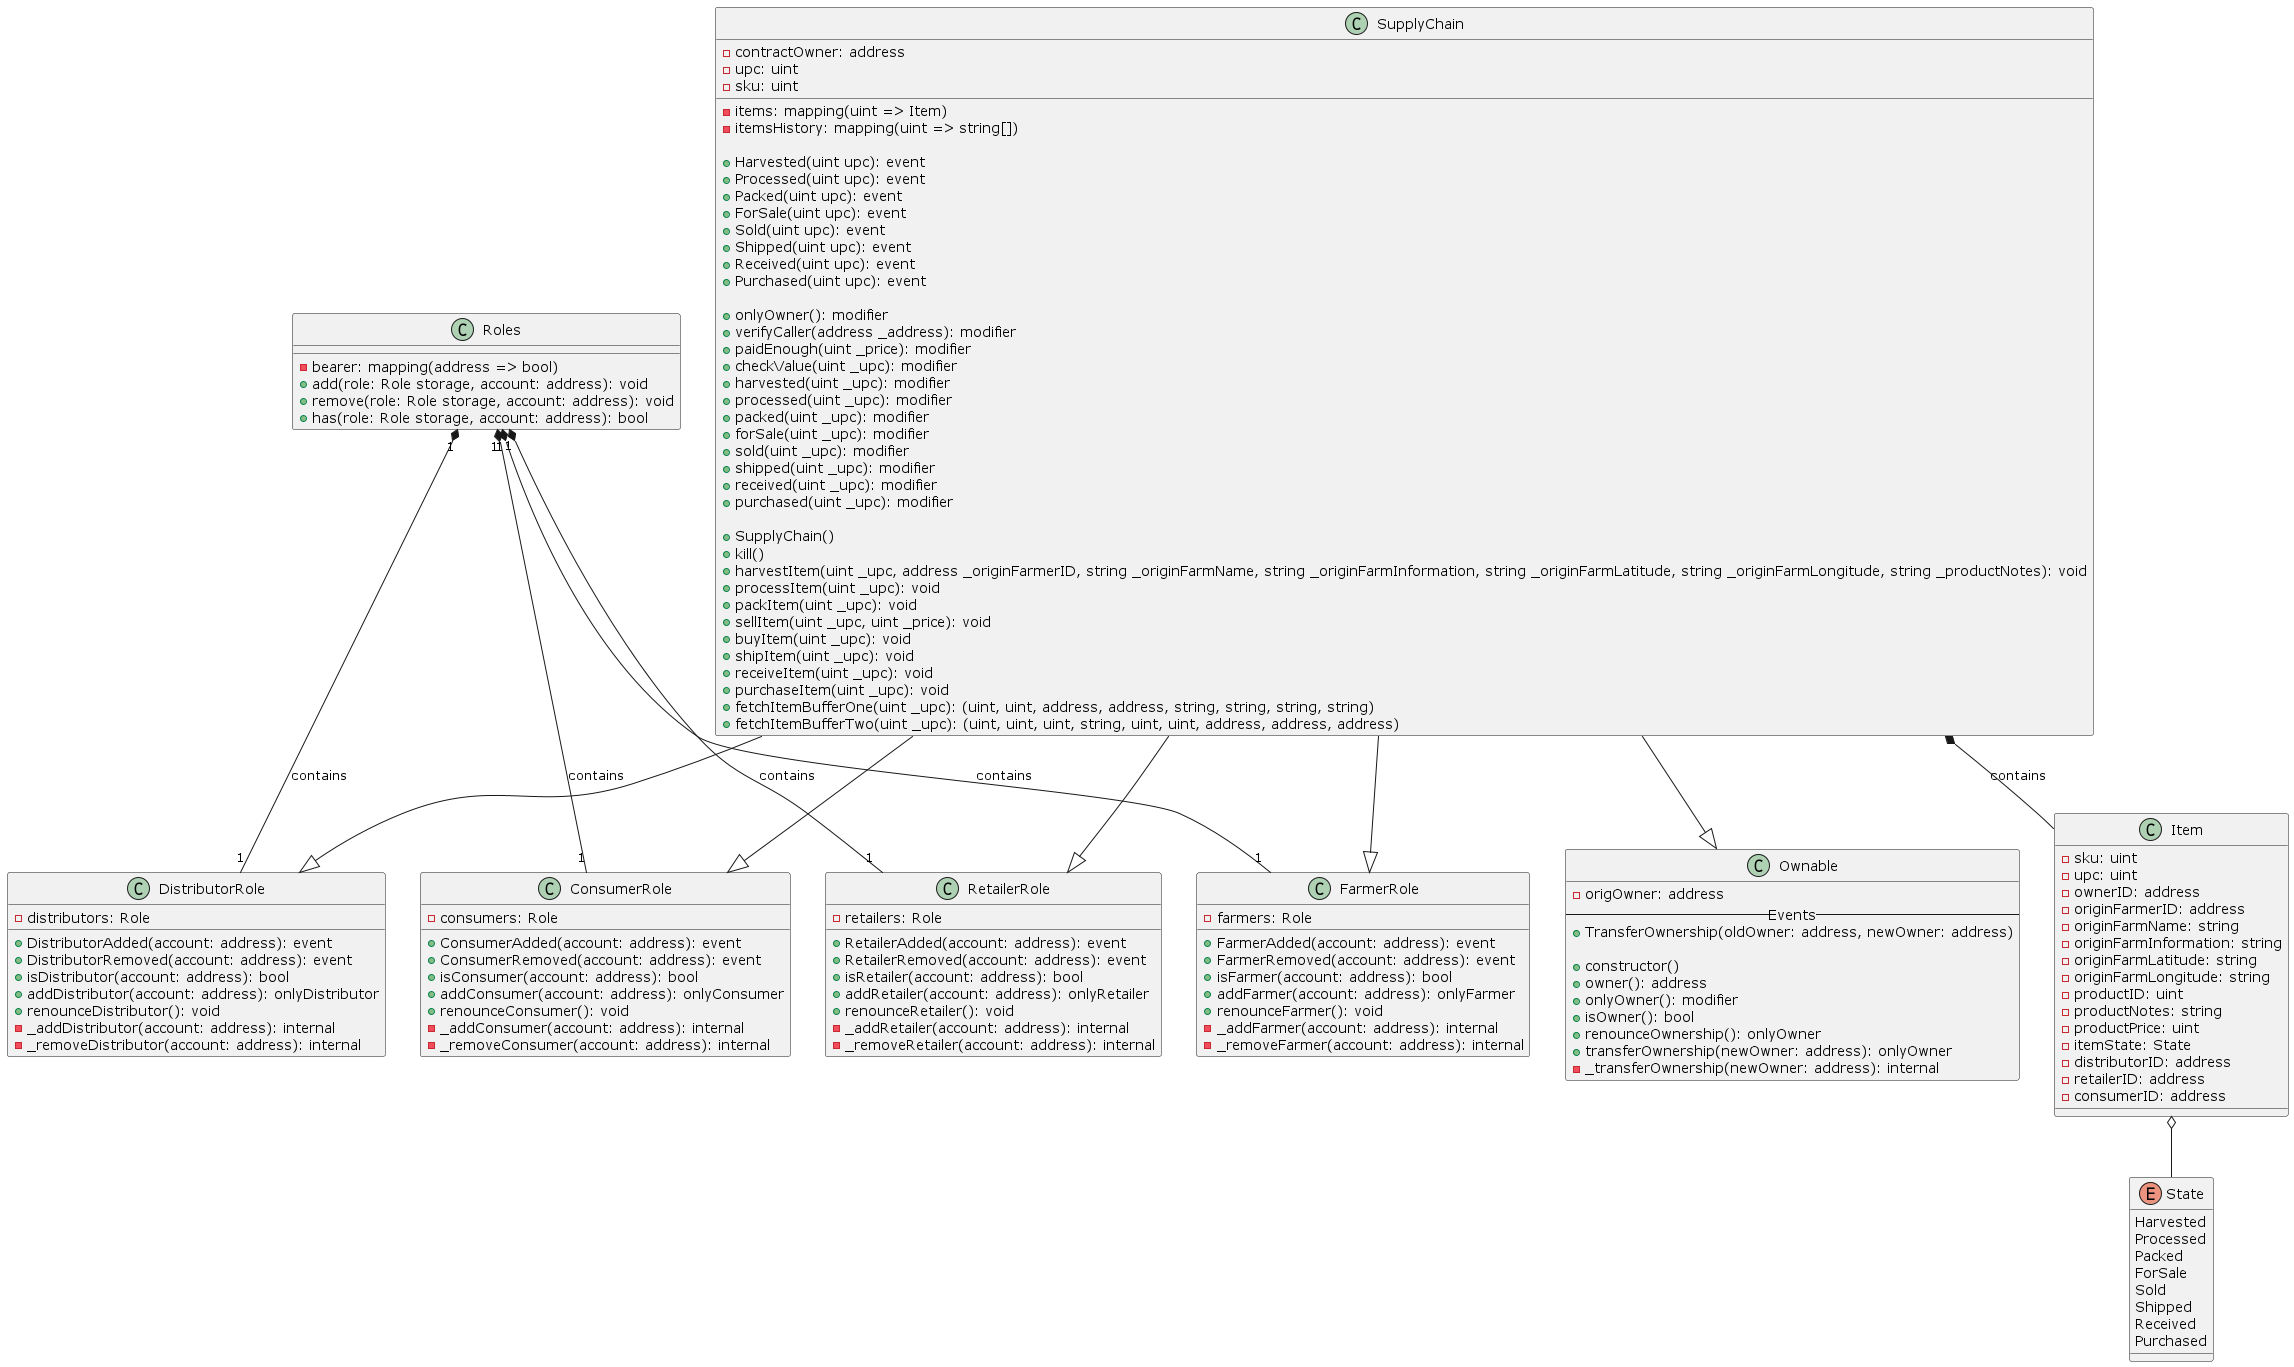 SupplyChain
contractOwner: address
upc: uint
sku: uint
items: mapping(uint => Item)
itemsHistory: mapping(uint => string[])
Harvested(uint upc): event
Processed(uint upc): event
Packed(uint upc): event
ForSale(uint upc): event
Sold(uint upc): event
Shipped(uint upc): event
Received(uint upc): event
Purchased(uint upc): event
onlyOwner(): modifier
verifyCaller(address _address): modifier
paidEnough(uint _price): modifier
checkValue(uint _upc): modifier
harvested(uint _upc): modifier
processed(uint _upc): modifier
packed(uint _upc): modifier
forSale(uint _upc): modifier
sold(uint _upc): modifier
shipped(uint _upc): modifier
received(uint _upc): modifier
purchased(uint _upc): modifier
SupplyChain()
kill()
harvestItem(uint _upc, address _originFarmerID, string _originFarmName, string _originFarmInformation, string _originFarmLatitude, string _originFarmLongitude, string _productNotes): void
processItem(uint _upc): void
packItem(uint _upc): void
sellItem(uint _upc, uint _price): void
buyItem(uint _upc): void
shipItem(uint _upc): void
receiveItem(uint _upc): void
purchaseItem(uint _upc): void
fetchItemBufferOne(uint _upc): (uint, uint, address, address, string, string, string, string)
fetchItemBufferTwo(uint _upc): (uint, uint, uint, string, uint, uint, address, address, address)
Roles
bearer: mapping(address => bool)
add(role: Role storage, account: address): void
remove(role: Role storage, account: address): void
has(role: Role storage, account: address): bool
1
1
1
1
contains
contains
contains
contains
contains
1
1
1
1
DistributorRole
distributors: Role
DistributorAdded(account: address): event
DistributorRemoved(account: address): event
isDistributor(account: address): bool
addDistributor(account: address): onlyDistributor
renounceDistributor(): void
_addDistributor(account: address): internal
_removeDistributor(account: address): internal
ConsumerRole
consumers: Role
ConsumerAdded(account: address): event
ConsumerRemoved(account: address): event
isConsumer(account: address): bool
addConsumer(account: address): onlyConsumer
renounceConsumer(): void
_addConsumer(account: address): internal
_removeConsumer(account: address): internal
RetailerRole
retailers: Role
RetailerAdded(account: address): event
RetailerRemoved(account: address): event
isRetailer(account: address): bool
addRetailer(account: address): onlyRetailer
renounceRetailer(): void
_addRetailer(account: address): internal
_removeRetailer(account: address): internal
FarmerRole
farmers: Role
FarmerAdded(account: address): event
FarmerRemoved(account: address): event
isFarmer(account: address): bool
addFarmer(account: address): onlyFarmer
renounceFarmer(): void
_addFarmer(account: address): internal
_removeFarmer(account: address): internal
Ownable
origOwner: address
Events
TransferOwnership(oldOwner: address, newOwner: address)
constructor()
owner(): address
onlyOwner(): modifier
isOwner(): bool
renounceOwnership(): onlyOwner
transferOwnership(newOwner: address): onlyOwner
_transferOwnership(newOwner: address): internal
Item
sku: uint
upc: uint
ownerID: address
originFarmerID: address
originFarmName: string
originFarmInformation: string
originFarmLatitude: string
originFarmLongitude: string
productID: uint
productNotes: string
productPrice: uint
itemState: State
distributorID: address
retailerID: address
consumerID: address
State
Harvested
Processed
Packed
ForSale
Sold
Shipped
Received
Purchased